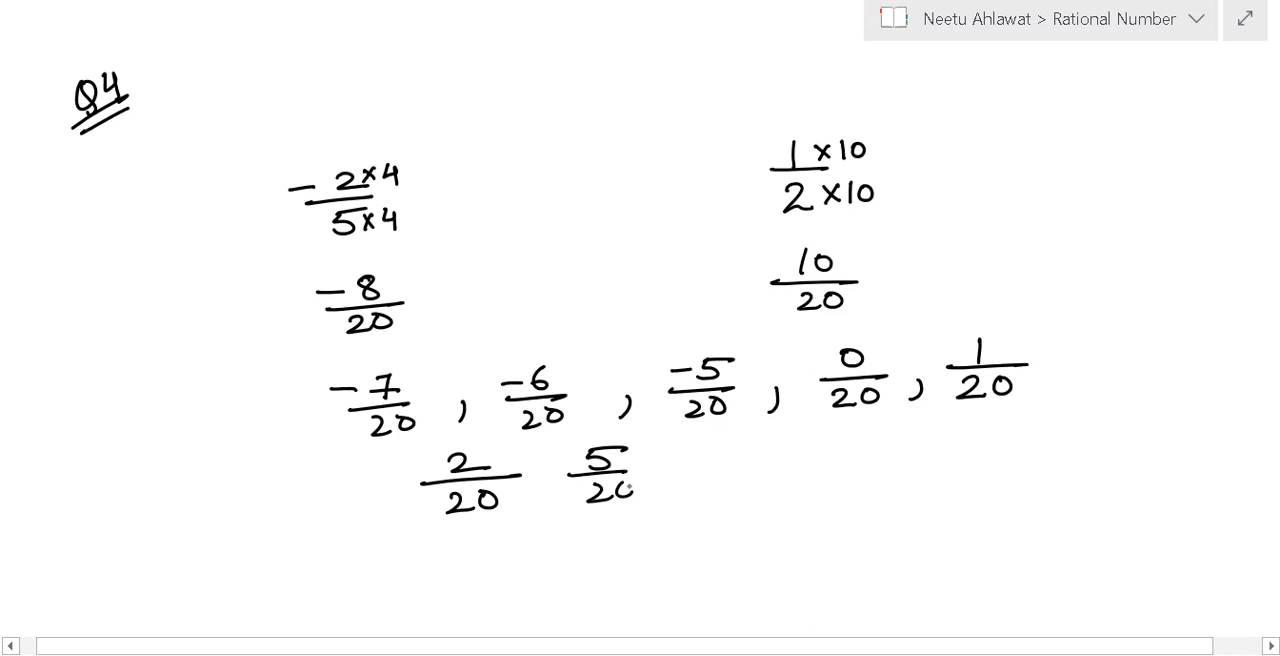 Neetu Ahlawat > Rational Number
Q4
-2×4/5×4 1×10/2×10
-8/20 10/20
-7/20 , -6/20 , -5/20 , 0/20 , 1/20
2/20 5/20